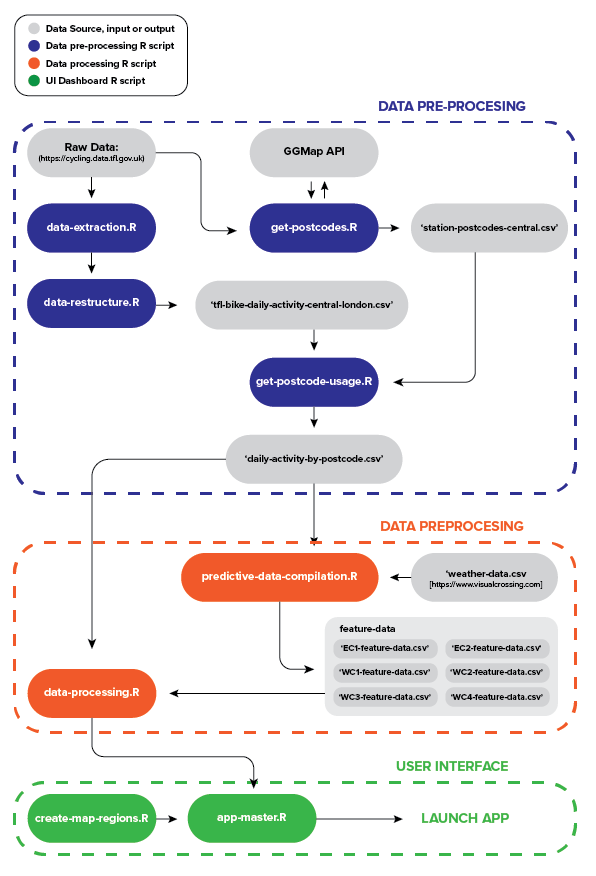 Data Source, input or output
Data pre-processing R script
Data processing R script
UI Dashboard R script
DATA PRE-PROCESING
Raw Data:
(https://cycling.data.tfl.gov.uk)
GGMap API
data-extraction.R
get-postcodes.R
‘station-postcodes-central.csv’
data-restructure.R
‘tfl-bike-daily-activity-central-london.csv’
get-postcode-usage.R
‘daily-activity-by-postcode.csv’
DATA PREPROCESING
predictive-data-compilation.R
‘weather-data.csv
[https://www.visualcrossing.com]
feature-data
‘EC1-feature-data.csv’
‘EC2-feature-data.csv’
‘WC1-feature-data.csv’
‘WC2-feature-data.csv’
‘WC3-feature-data.csv’
‘WC4-feature-data.csv’
data-processing.R
USER INTERFACE
create-map-regions.R
app-master.R
LAUNCH APP